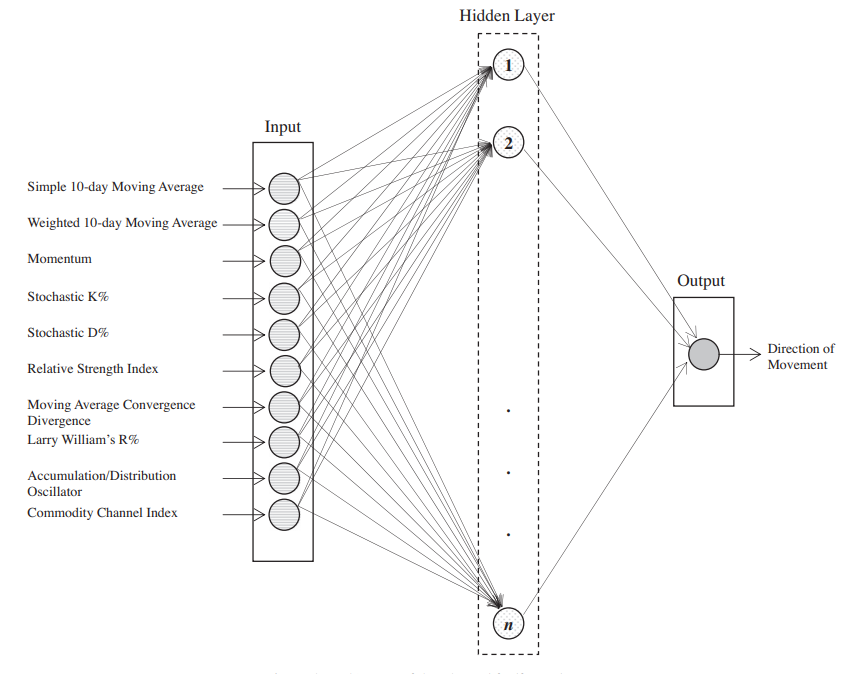 Hidden Layer
1
Input
2
Simple 10-day Moving Average
Weighted 10-day Moving Average
Momentum
Stochastic K%
Stochastic D%
Relative Strength Index
Moving Average Convergence
Divergence
Larry William's R%
Accumulation/Distribution
Oscillator
Commodity Channel Index
Output
Direction of
Movement
n